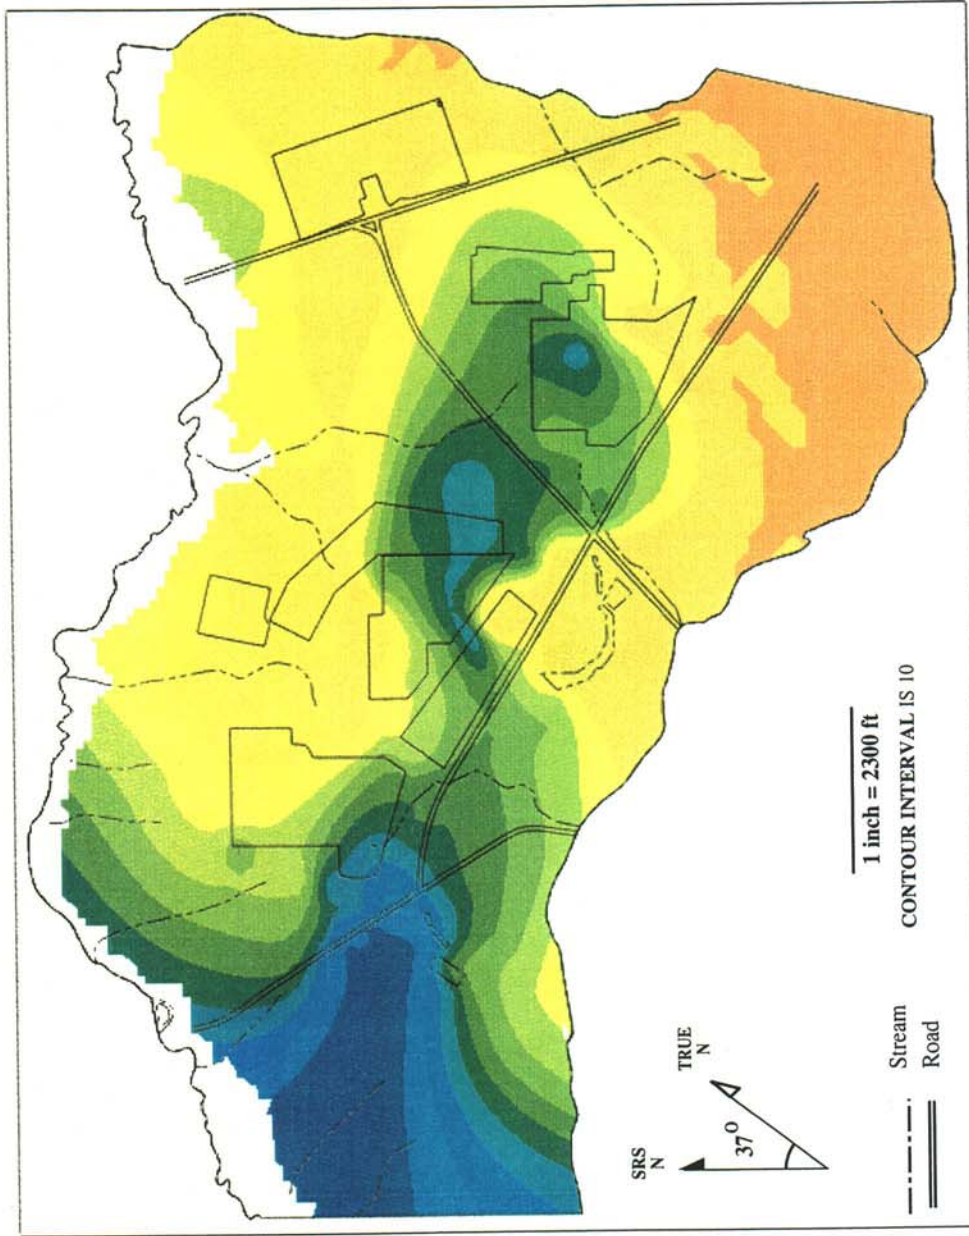 1 inch = 2300 ft
CONTOUR INTERVAL IS 10
SRS
N
TRUE
N
37°
Stream
Road